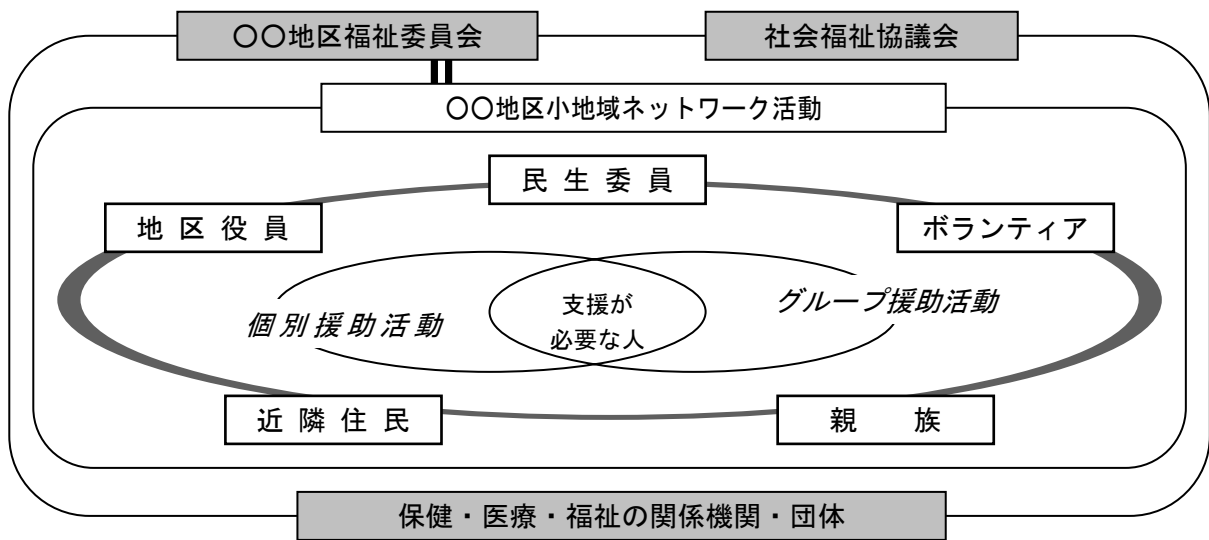 〇〇地区福祉委員会
社会福祉協議会
〇〇地区小地域ネットワーク活動
民生委員
地区役員
ボランティア
個別援助活動
支援が
必要な人
グループ援助活動
近隣住民
親　族
保健・医療・福祉の関係機関・団体